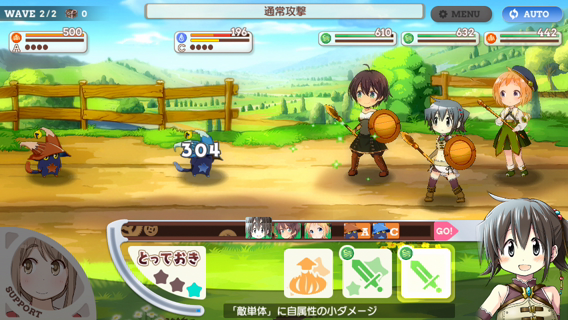 WAVE 2/2 0
通常攻撃
MENU
AUTO
500
A
196
C
610
632
442
304
A C GO!
とっておき
SUPPORT
「敵単体」に自属性の小ダメージ